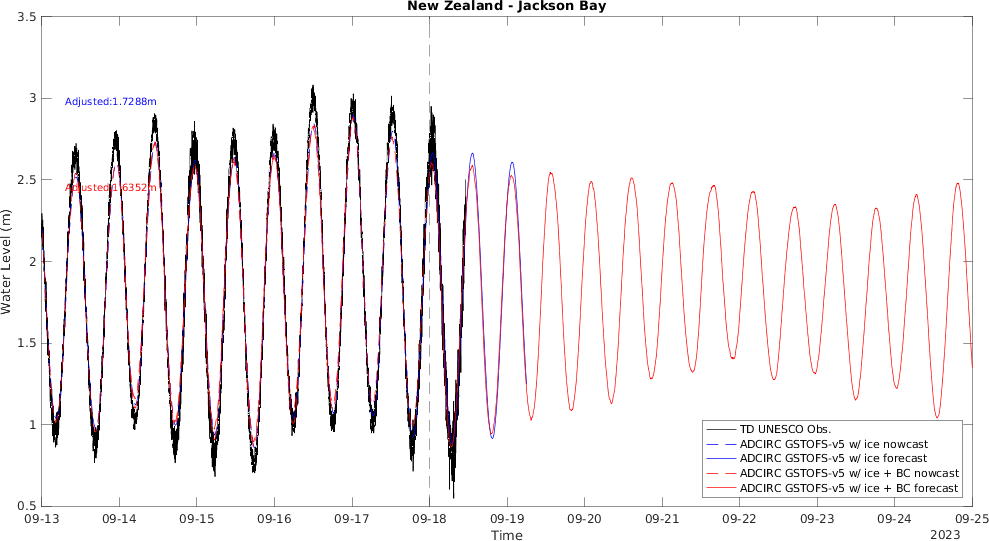 New Zealand - Jackson Bay
3.5
3
2.5
2
1.5
1
0.5
Water Level (m)
Adjusted:1.7288m
Adjusted:1.6352m
TD UNESCO Obs.
ADCIRC GSTOFS-v5 w/ ice nowcast
ADCIRC GSTOFS-v5 w/ ice forecast
ADCIRC GSTOFS-v5 w/ ice + BC nowcast
ADCIRC GSTOFS-v5 w/ ice + BC forecast
09-13 09-14 09-15 09-16 09-17 09-18 09-19 09-20 09-21 09-22 09-23 09-24 09-25
Time
2023